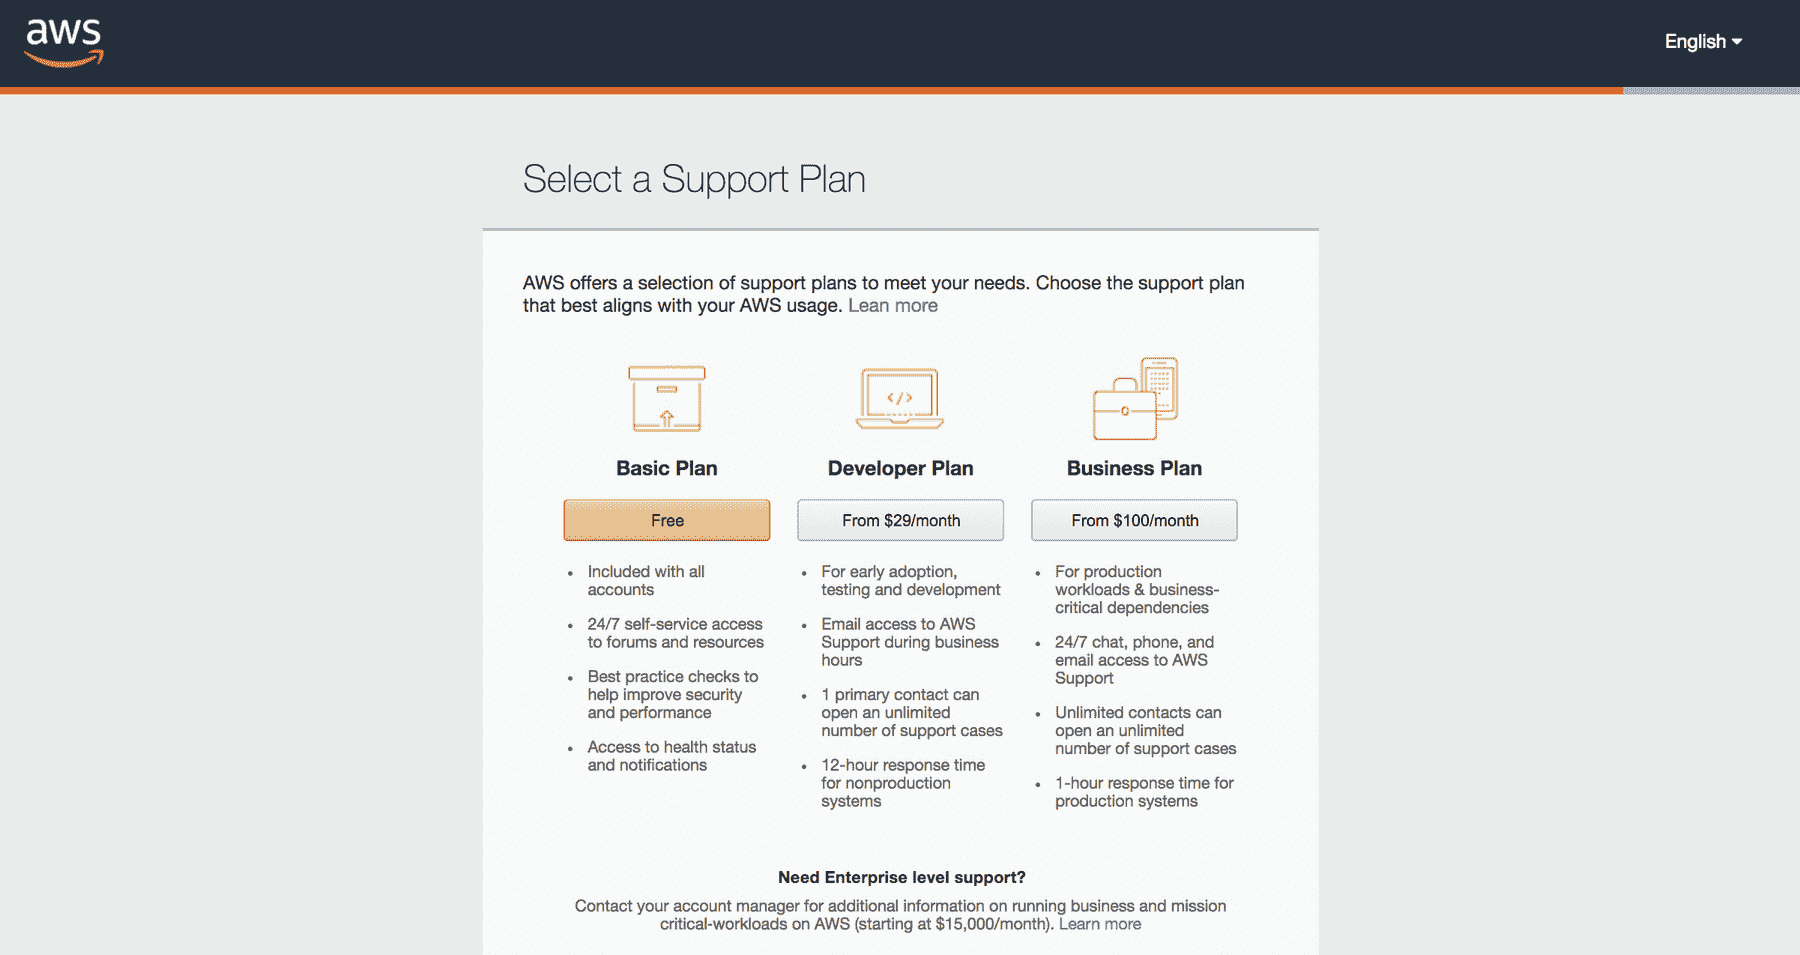 aws
English
Select a Support Plan
AWS offers a selection of support plans to meet your needs. Choose the support plan
that best aligns with your AWS usage. Lean more
</>
Basic Plan
Free
Included with all
accounts
24/7 self-service access
to forums and resources
Best practice checks to
help improve security
and performance
Access to health status
and notifications
Developer Plan
From $29/month
For early adoption,
testing and development
Email access to AWS
Support during business
hours
1 primary contact can
open an unlimited
number of support cases
12-hour response time
for nonproduction
systems
Business Plan
From $100/month
For production
workloads & business-
critical dependencies
24/7 chat, phone, and
email access to AWS
Support
Unlimited contacts can
open an unlimited
number of support cases
1-hour response time for
production systems
Need Enterprise level support?
Contact your account manager for additional information on running business and mission
critical-workloads on AWS (starting at $15,000/month). Learn more